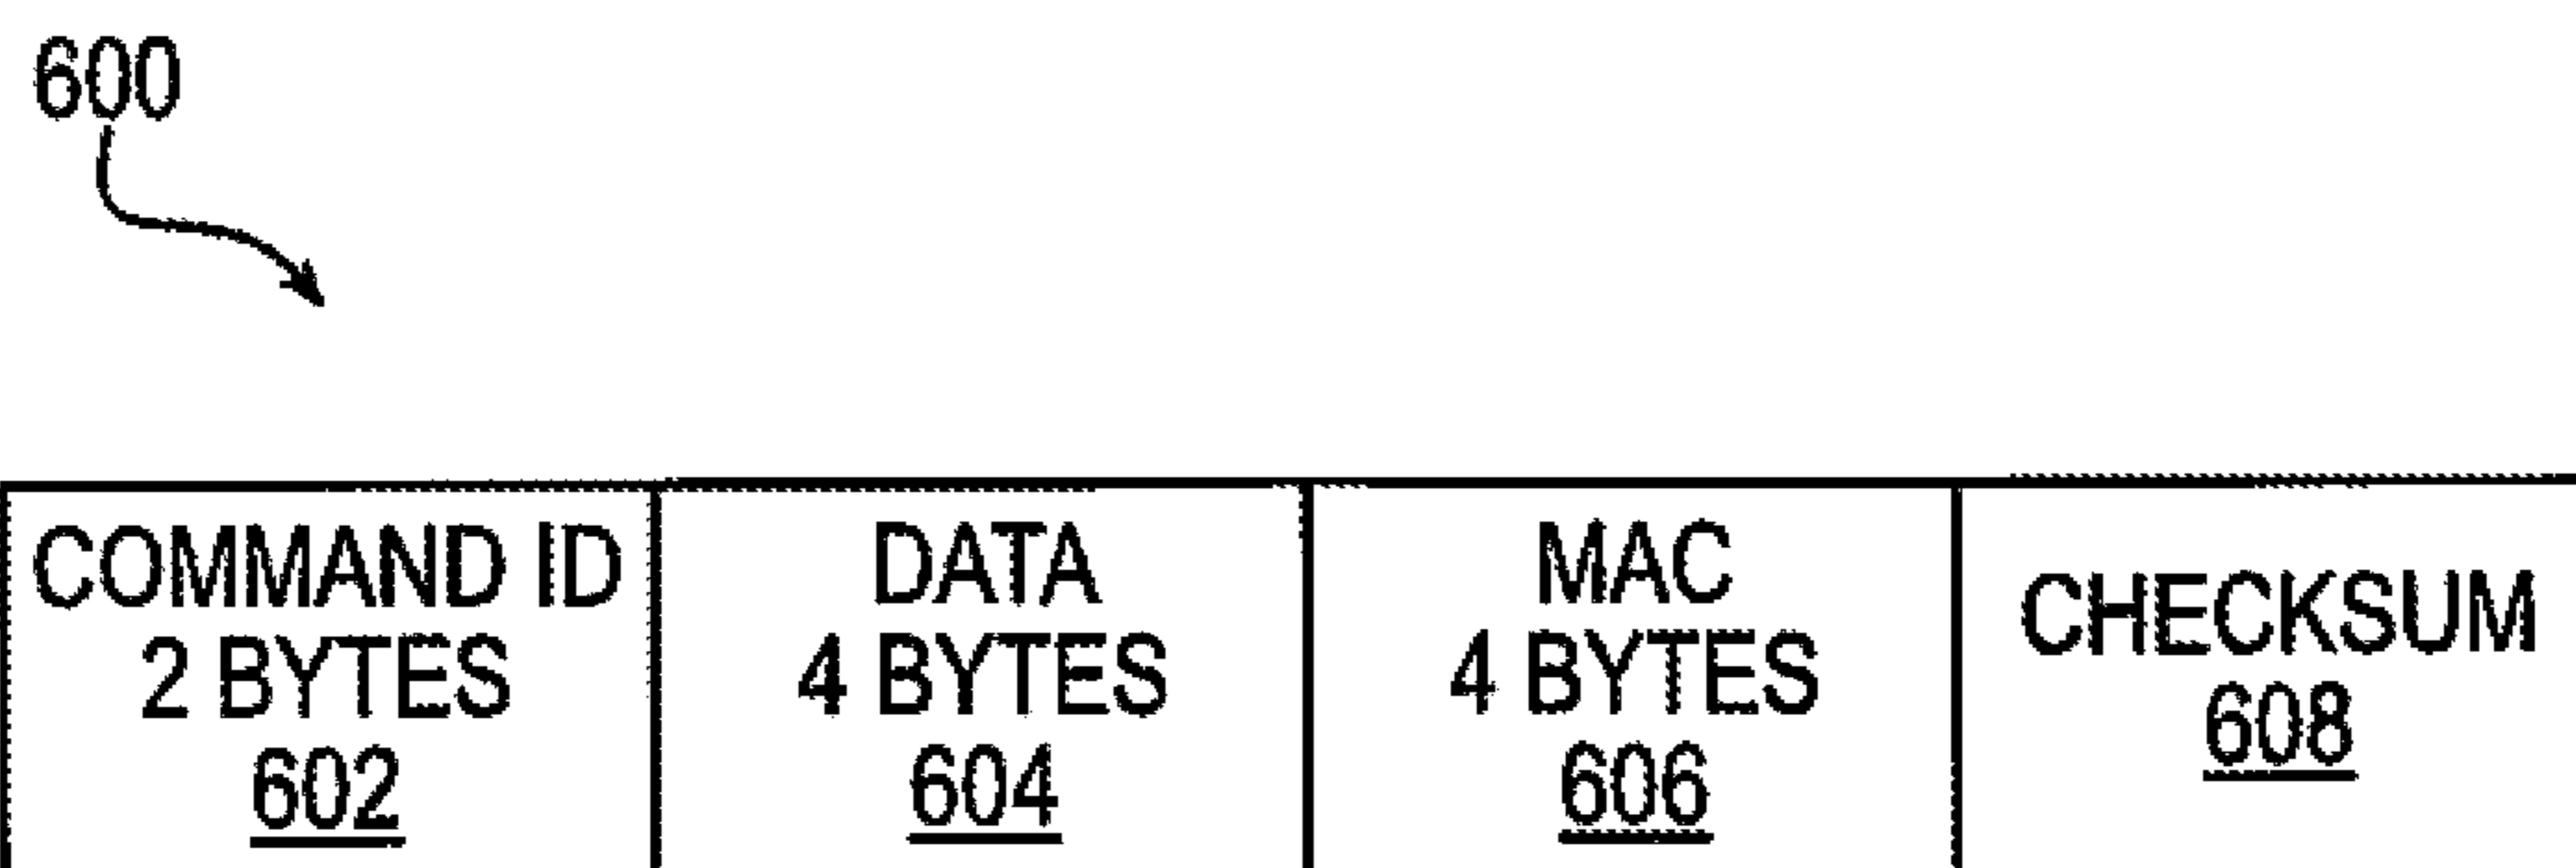 600
COMMAND ID
2 BYTES
602
DATA
4 BYTES
604
MAC
4 BYTES
606
CHECKSUM
608